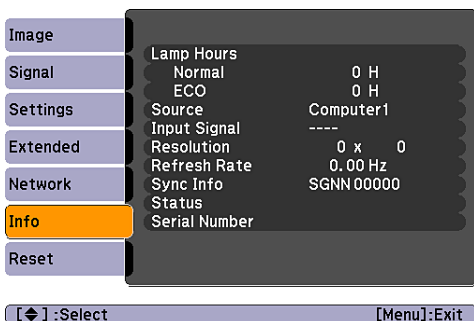 Image
Signal
Settings
Extended
Network
Info
Reset
Lamp Hours
Normal 0 H
ECO 0 H
Source Computer1
Input Signal ----
Resolution 0 x 0
Refresh Rate 0.00 Hz
Sync Info SGNN 00000
Status
Serial Number
[◆] :Select [Menu]:Exit